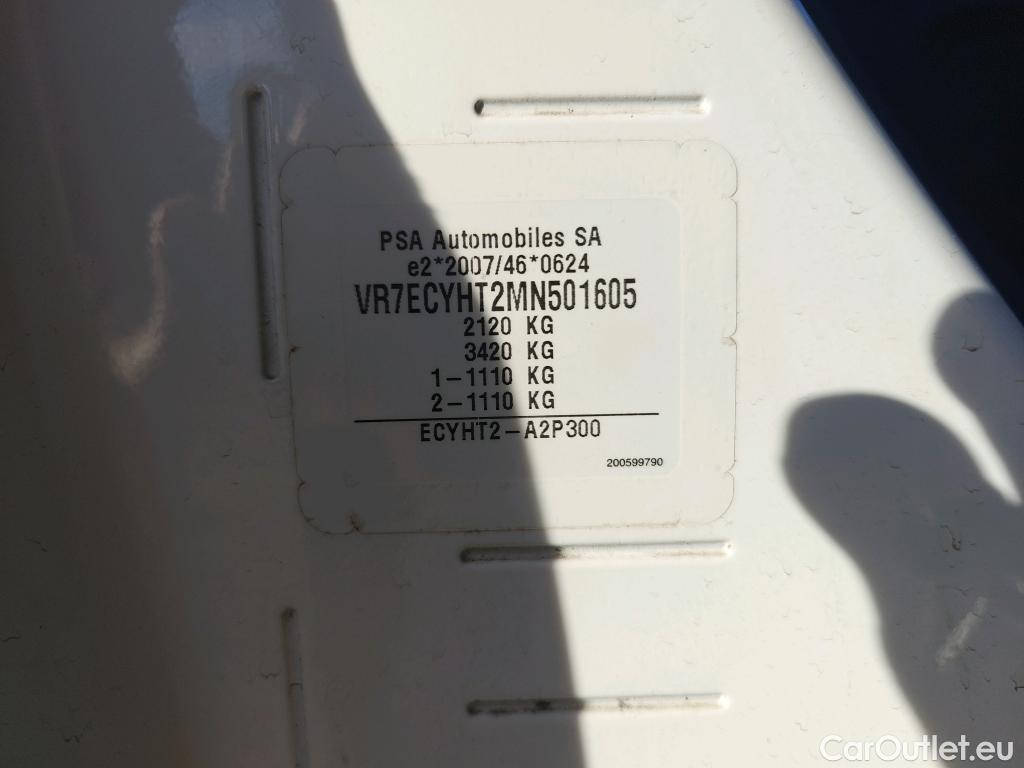 PSA Automobiles SA
e2*2007/46*0624
VR7ECYHT2MN501605
2120 KG
3420 KG
1-1110 KG
2-1110 KG
ECYHT2-A2P300
200599790
CarOutlet.eu